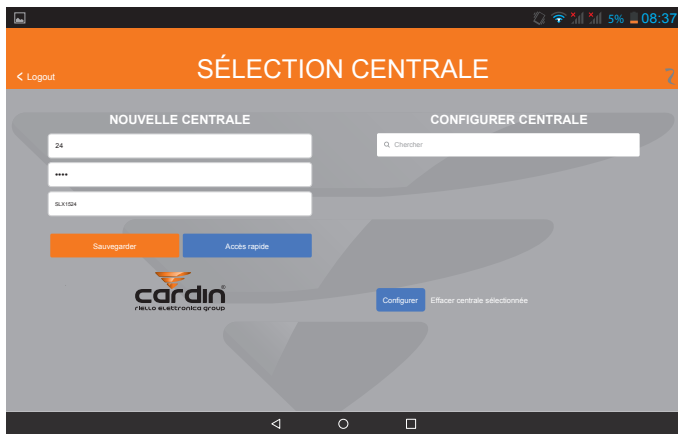 5% 08:37
Logout
SÉLECTION CENTRALE
NOUVELLE CENTRALE
24
••••
SLX1524
Sauvegarder
Accès rapide
cardin®
riello elettronica group
CONFIGURER CENTRALE
Chercher
Configurer
Effacer centrale sélectionnée